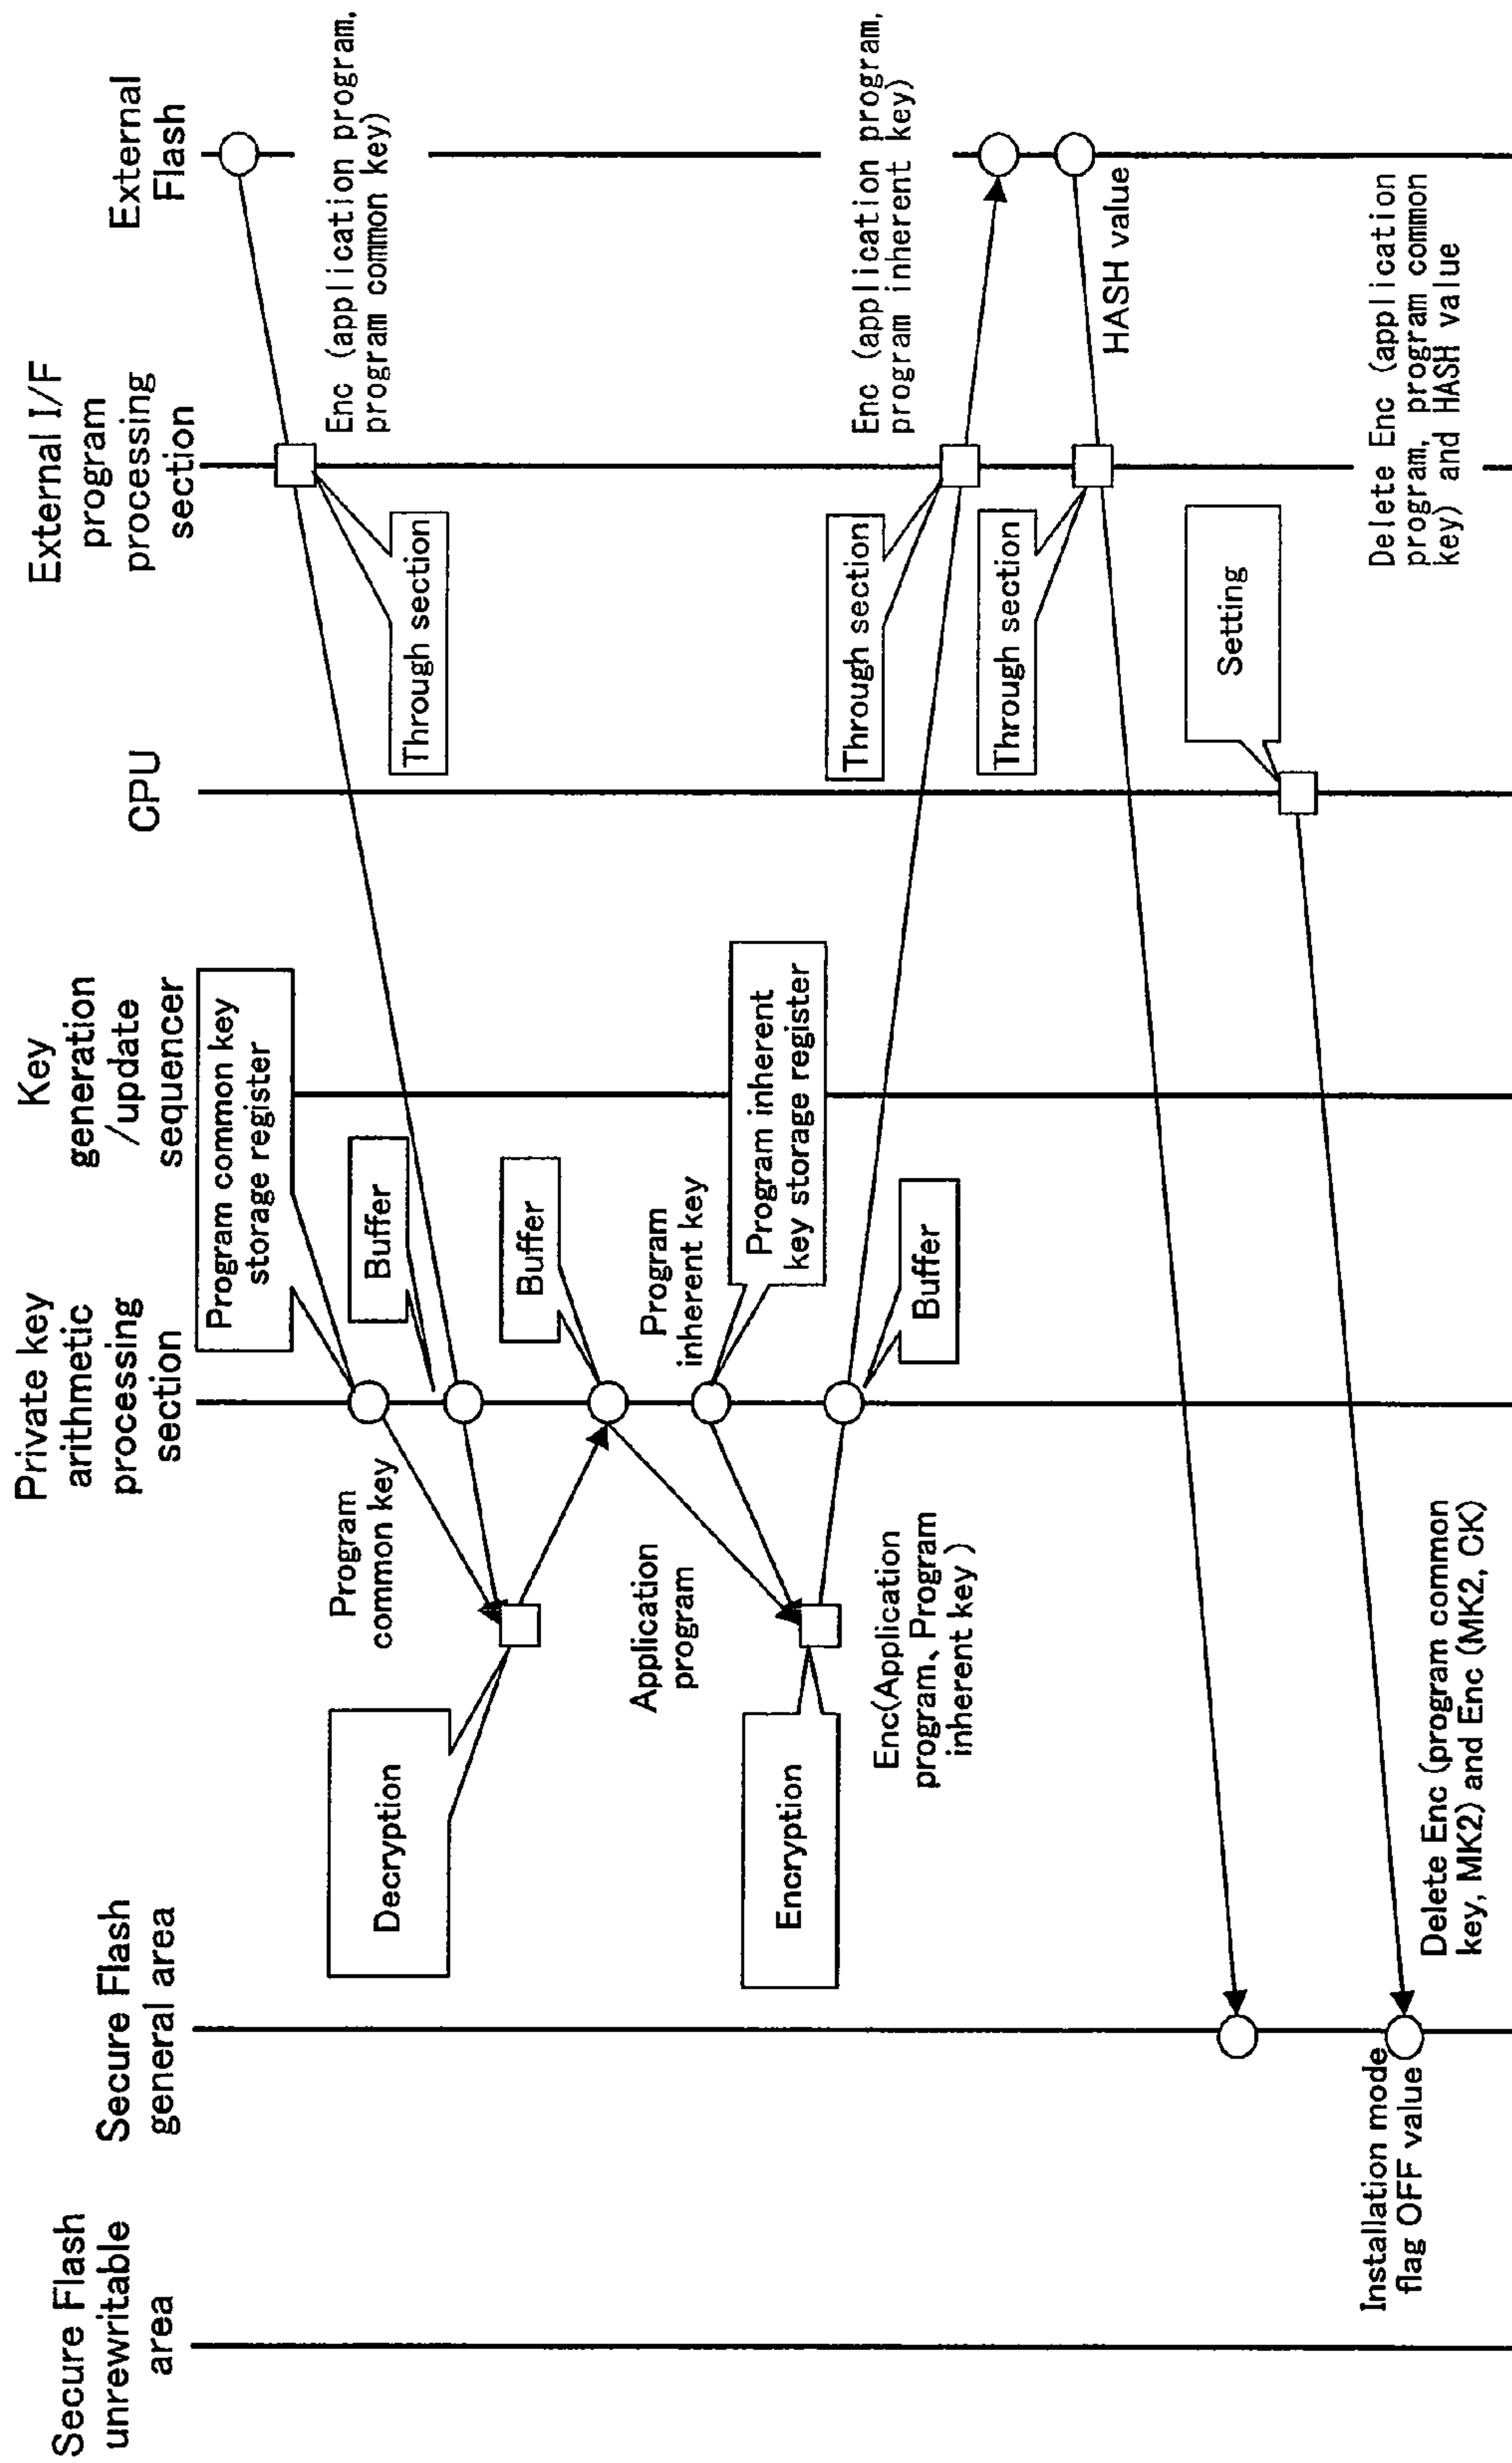 Secure Flash
unrewritable
area
Secure Flash
general area
Private key
arithmetic
processing
section
Key
generation
/update
sequencer
CPU
External I/F
program
processing
section
External
Flash
Program common key
storage register
Buffer
Program
common key
Decryption
Through section
Enc (application program,
program common key)
Buffer
Application
program
Program
inherent key
Program inherent
key storage register
Encryption
Buffer
Enc(Application
program、Program
inherent key)
Through section
Enc (application program,
program inherent key)
Through section
HASH value
Setting
Installation mode
flag OFF value
Delete Enc (program common
key, MK2) and Enc (MK2, CK)
Delete Enc (application
program, program common
key) and HASH value